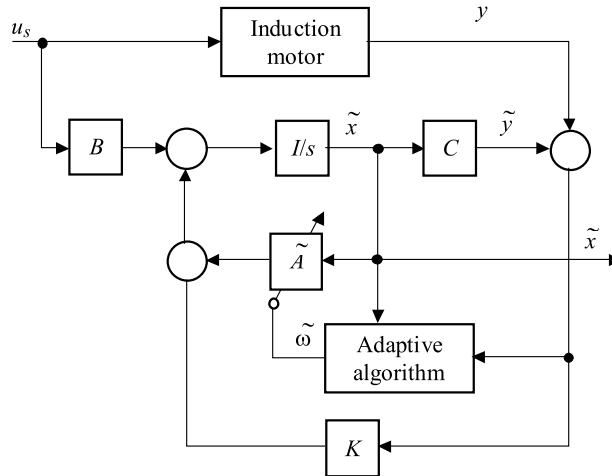 u_s
Induction
motor
y
B
I/s
x̃
C
ỹ
Ã
x̃
ω̃
Adaptive
algorithm
K